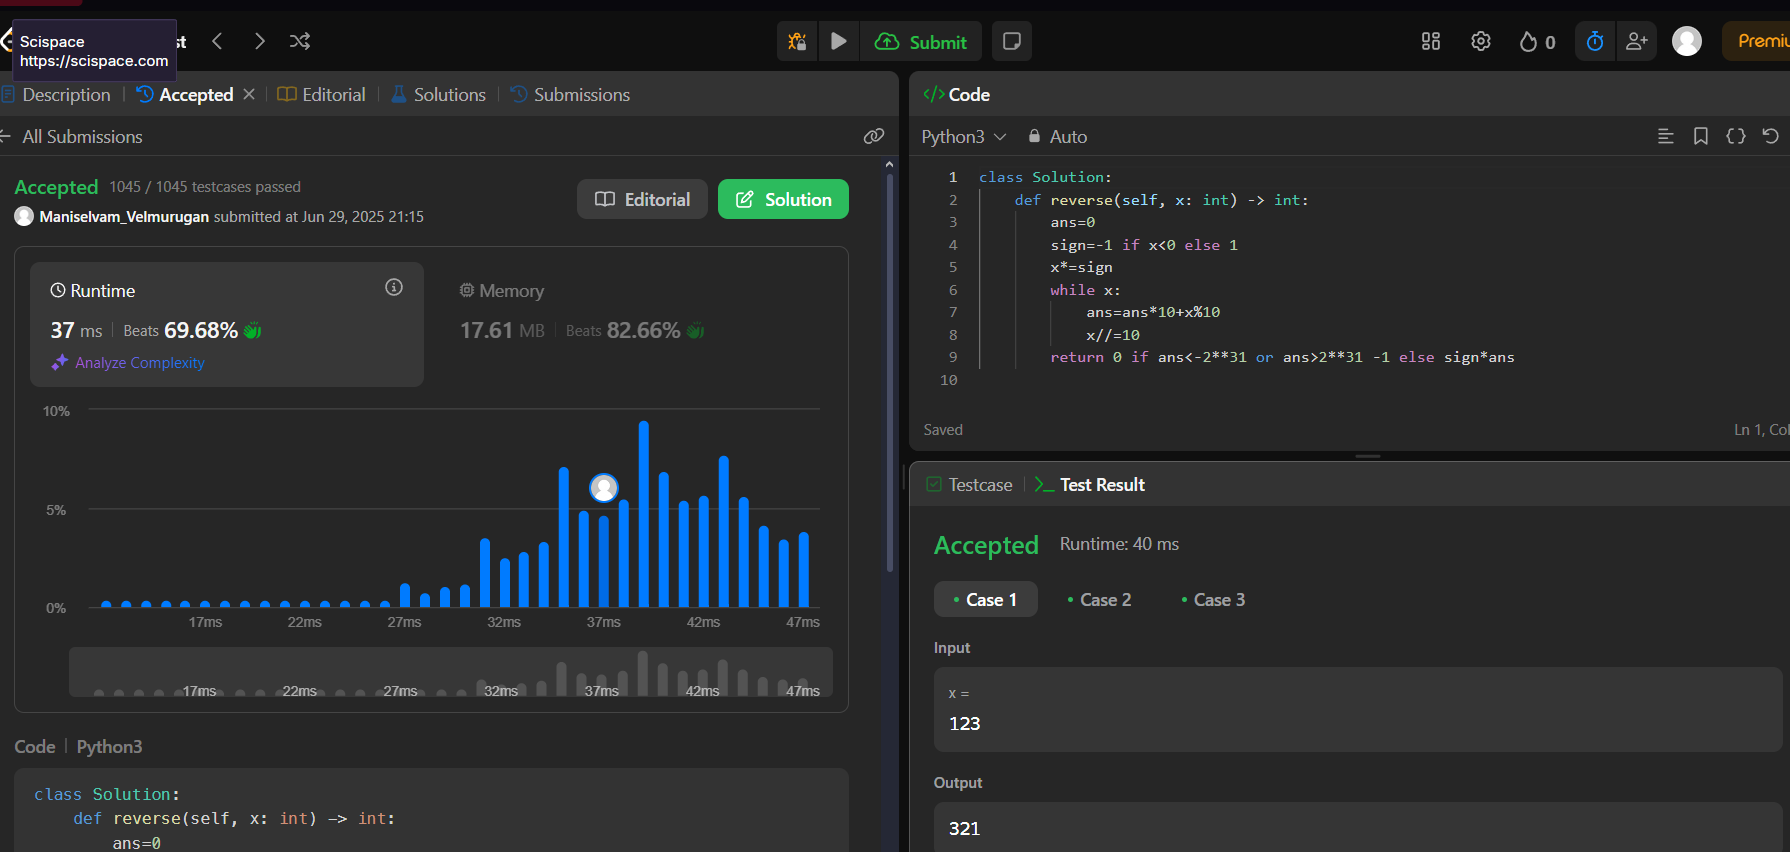 Scispace
https://scispace.com
st
Submit
0
Premiu
Description
Accepted
Editorial
Solutions
Submissions
All Submissions
Accepted 1045 / 1045 testcases passed
Maniselvam_Velmurugan submitted at Jun 29, 2025 21:15
Editorial
Solution
Runtime
37 ms Beats 69.68%
Analyze Complexity
Memory
17.61 MB Beats 82.66%
10%
5%
0%
17ms 22ms 27ms 32ms 37ms 42ms 47ms
17ms 22ms 27ms 32ms 37ms 42ms 47ms
Code | Python3
class Solution:
    def reverse(self, x: int) -> int:
        ans=0
</> Code
Python3
Auto
1 class Solution:
2     def reverse(self, x: int) -> int:
3         ans=0
4         sign=-1 if x<0 else 1
5         x*=sign
6         while x:
7             ans=ans*10+x%10
8             x//=10
9         return 0 if ans<-2**31 or ans>2**31 -1 else sign*ans
10
Saved
Ln 1, Col
Testcase
Test Result
Accepted Runtime: 40 ms
• Case 1 • Case 2 • Case 3
Input
x =
123
Output
321